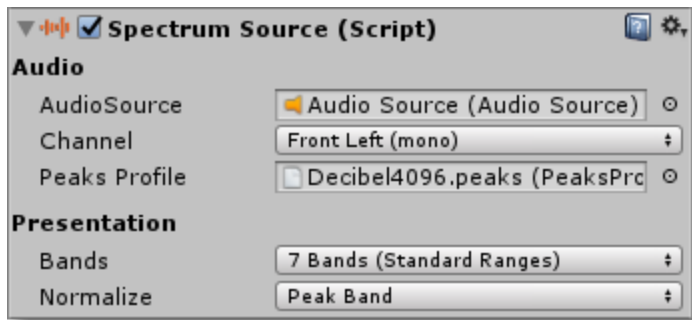 Spectrum Source (Script)
Audio
AudioSource Audio Source (Audio Source)
Channel Front Left (mono)
Peaks Profile Decibel4096.peaks (PeaksPrc
Presentation
Bands 7 Bands (Standard Ranges)
Normalize Peak Band